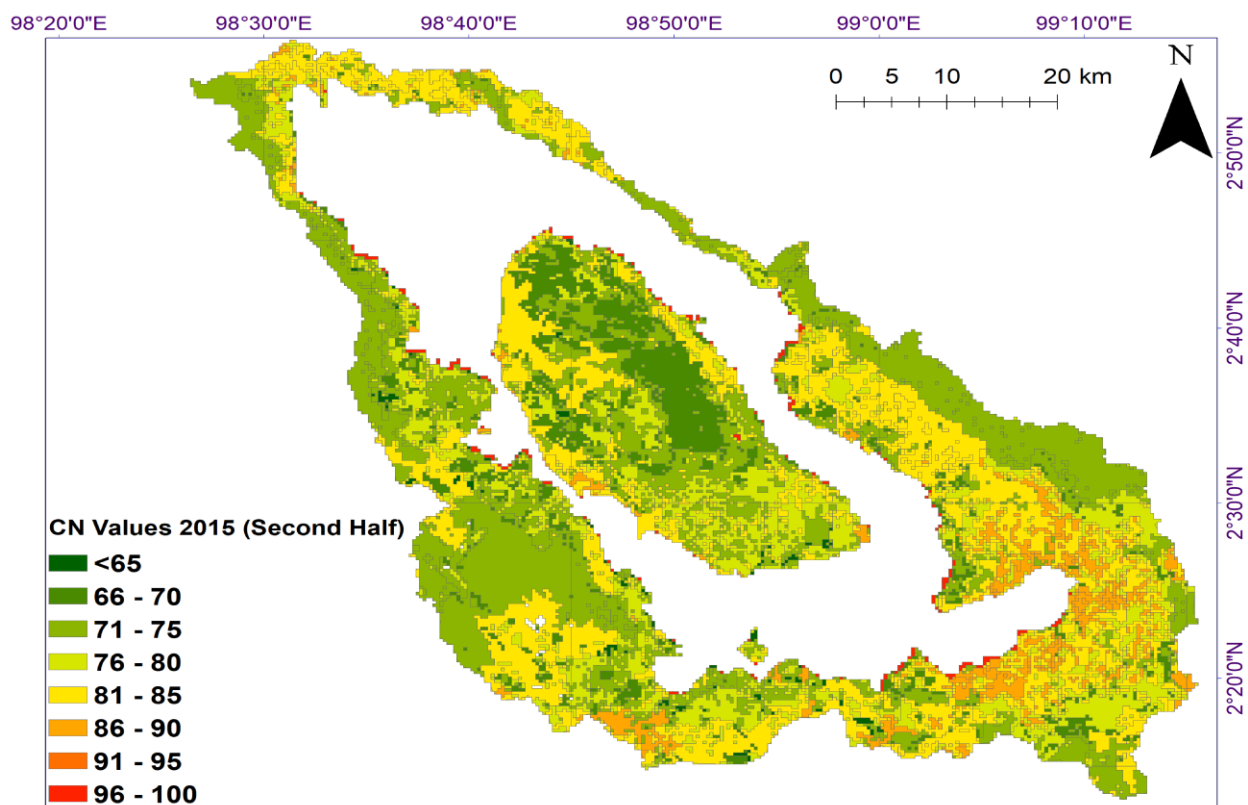 98°20'0"E 98°30'0"E 98°40'0"E 98°50'0"E 99°0'0"E 99°10'0"E
N
0 5 10 20 km
2°50'0"N
2°40'0"N
2°30'0"N
2°20'0"N
CN Values 2015 (Second Half)
<65
66 - 70
71 - 75
76 - 80
81 - 85
86 - 90
91 - 95
96 - 100